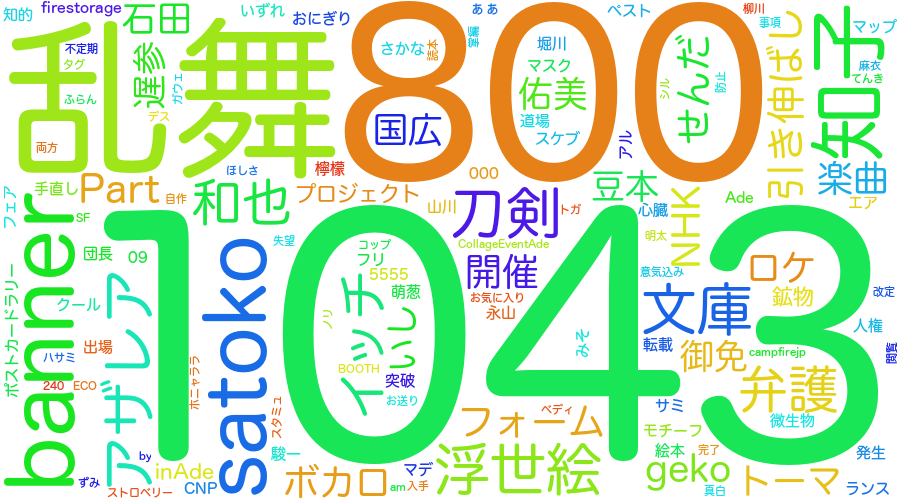 知的
firestorage
石田
いずれ
おにぎり
ああ
掌編
ペスト
柳川
事項
マップ
不定期
タグ
ふらん
両方
乱舞
遅参
ガウェ
デス
800
さかな
読本
国広
堀川
マスク
佑美
道場
スケブ
アル
せんだ
シル
防止
引き伸ばし
知子
麻衣
てんき
ほしさ
檸檬
000
豆本
楽曲
フェア
手直し
Part
自作
和也
プロジェクト
山川
刀剣
トガ
心臓
NHK
Ade
エア
SF
団長
09
失望
コップ
フリ
CollageEventAde
明太
banner
1043
5555
萌葱
開催
意気込み
ロケ
ポストカードラリー
クール
アザレア
satoko
イッチ
いいし
ノリ
お気に入り
永山
文庫
鉱物
改定
みそ
転載
人権
出場
ハサミ
240
ECO
ボニャララ
BOOTH
突破
御免
campfirejp
閲覧
お送り
弁護
スタミュ
ペディ
サミ
微生物
フォーム
モチーフ
絵本
完了
発生
by
駿一
浮世絵
inAde
ボカロ
マデ
geko
トーマ
ずみ
ストロベリー
CNP
am
入手
真白
ランス